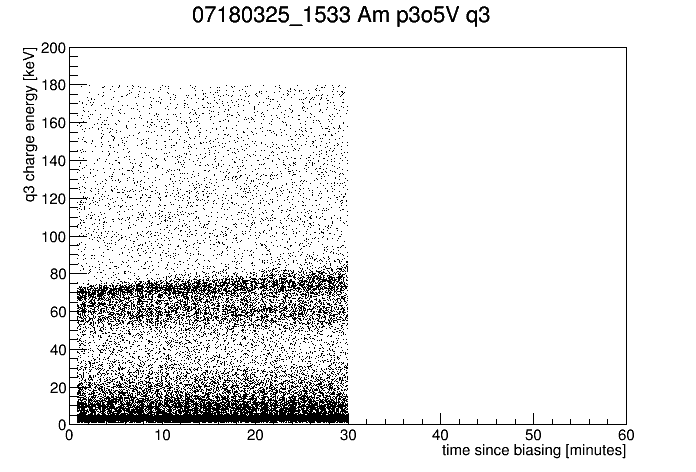 07180325_1533 Am p3o5V q3
q3 charge energy [keV]
200
180
160
140
120
100
80
60
40
20
0
0 10 20 30 40 50 60
time since biasing [minutes]